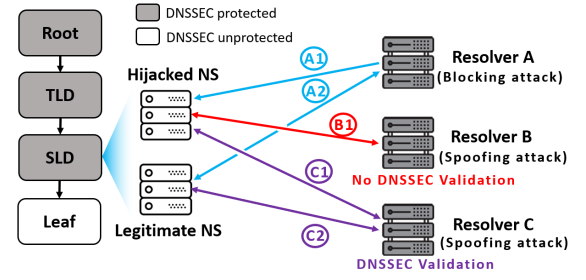 Root
TLD
SLD
Leaf
DNSSEC protected
DNSSEC unprotected
Hijacked NS
Legitimate NS
A1
A2
B1
C1
C2
Resolver A
(Blocking attack)
Resolver B
(Spoofing attack)
No DNSSEC Validation
Resolver C
(Spoofing attack)
DNSSEC Validation